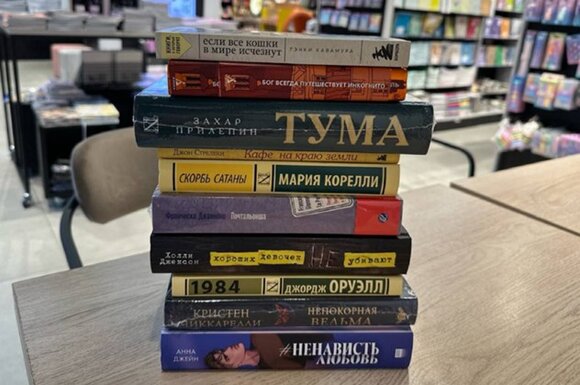 если все кошки
в мире исчезнут
ГЭНКИ КАВАМУРА
БОГ ВСЕГДА ПУТЕШЕСТВУЕТ ИНКОГНИТО
ЗАХАР
ПРИЛЕПИН
ТУМА
Джон Стрелеки
Кафе на краю земли
СКОРБЬ САТАНЫ
МАРИЯ КОРЕЛЛИ
Франческа Джанноне
Почтальонша
Холли
Джексон
хороших девочек НЕ убивают
1984
ДЖОРДЖ ОРУЭЛЛ
КРИСТЕН
ЧИККАРЕЛЛИ
НЕПОКОРНАЯ
ВЕДЬМА
АННА
ДЖЕЙН
#НЕНАВИСТЬ
ЛЮБОВЬ